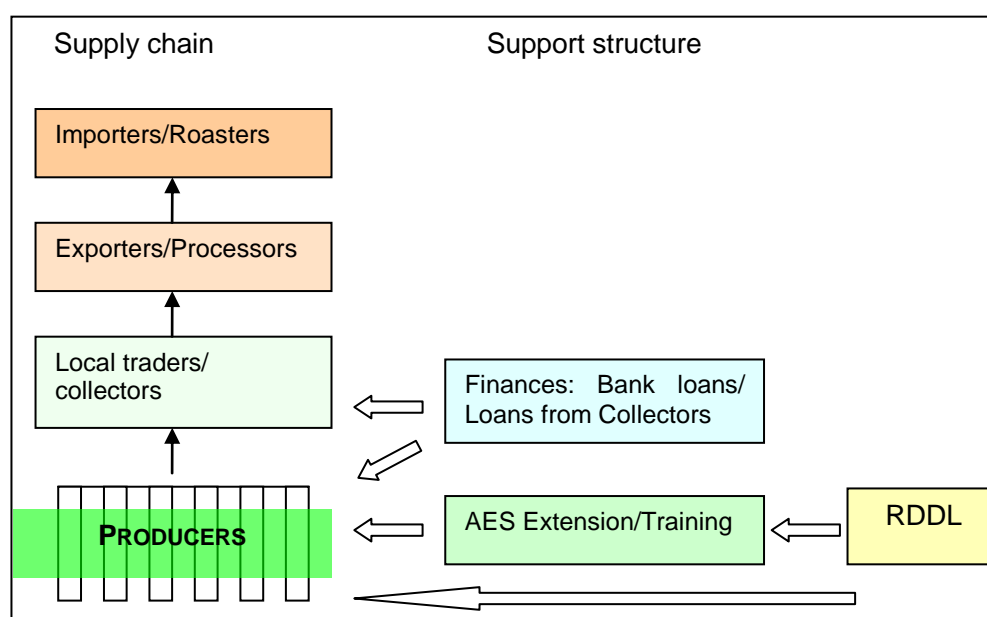 Supply chain
Support structure
Importers/Roasters
Exporters/Processors
Local traders/
collectors
Finances: Bank loans/
Loans from Collectors
PRODUCERS
AES Extension/Training
RDDL